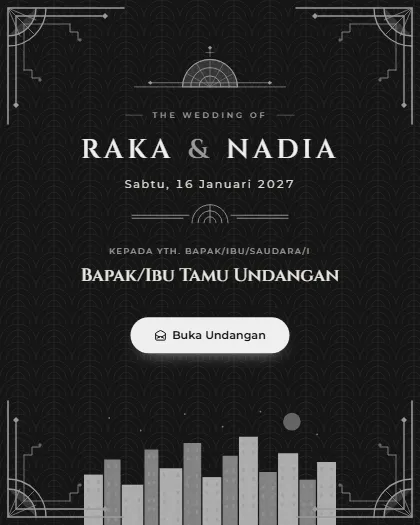 THE WEDDING OF
RAKA & NADIA
Sabtu, 16 Januari 2027
KEPADA YTH. BAPAK/IBU/SAUDARA/I
Bapak/Ibu Tamu Undangan
Buka Undangan